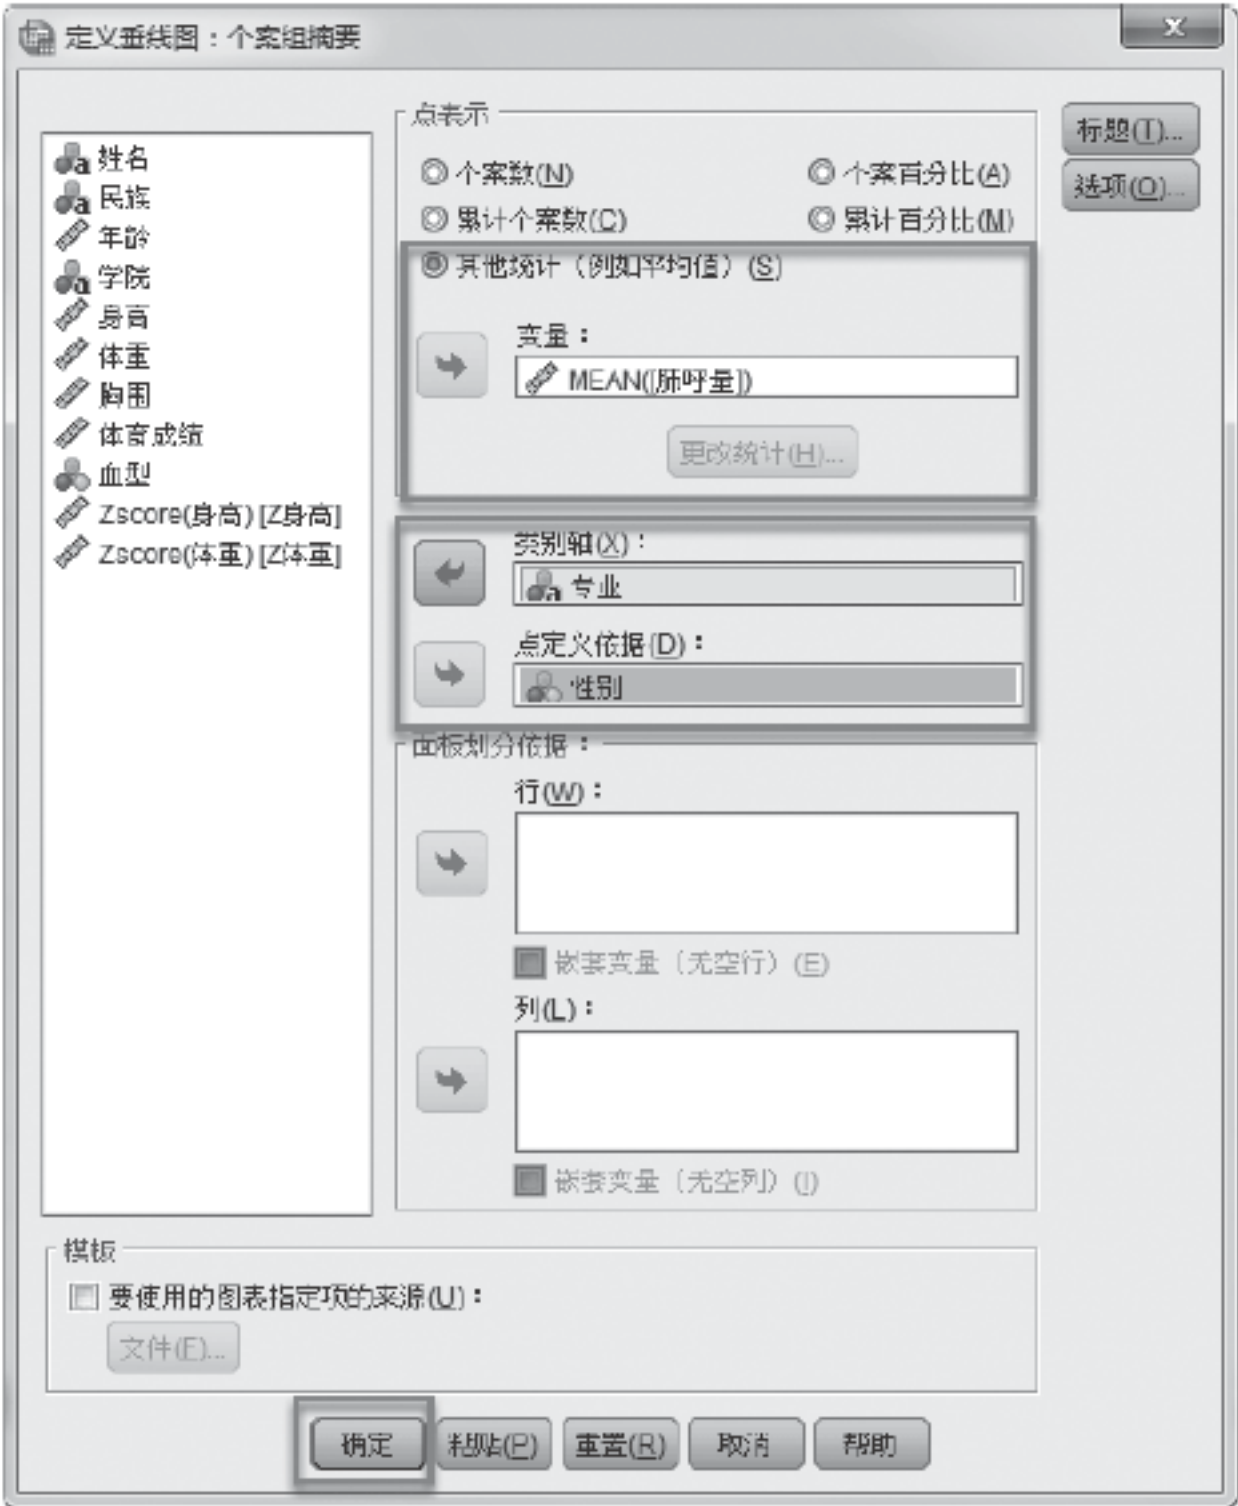 定义垂线图：个案组摘要
姓名
民族
年龄
学院
身高
体重
胸围
体育成绩
血型
Zscore(身高) [Z身高]
Zscore(体重) [Z体重]
点表示
个案数(N)
个案百分比(A)
累计个案数(C)
累计百分比(M)
其他统计（例如平均值）(S)
变量：
MEAN([肺呼量])
更改统计(H)...
类别轴(X)：
专业
点定义依据(D)：
性别
面板划分依据：
行(W)：
嵌套变量（无空行）(E)
列(L)：
嵌套变量（无空列）(I)
标题(T)...
选项(O)...
模板
要使用的图表指定项的来源(U)：
文件(F)...
确定
粘贴(P)
重置(R)
取消
帮助